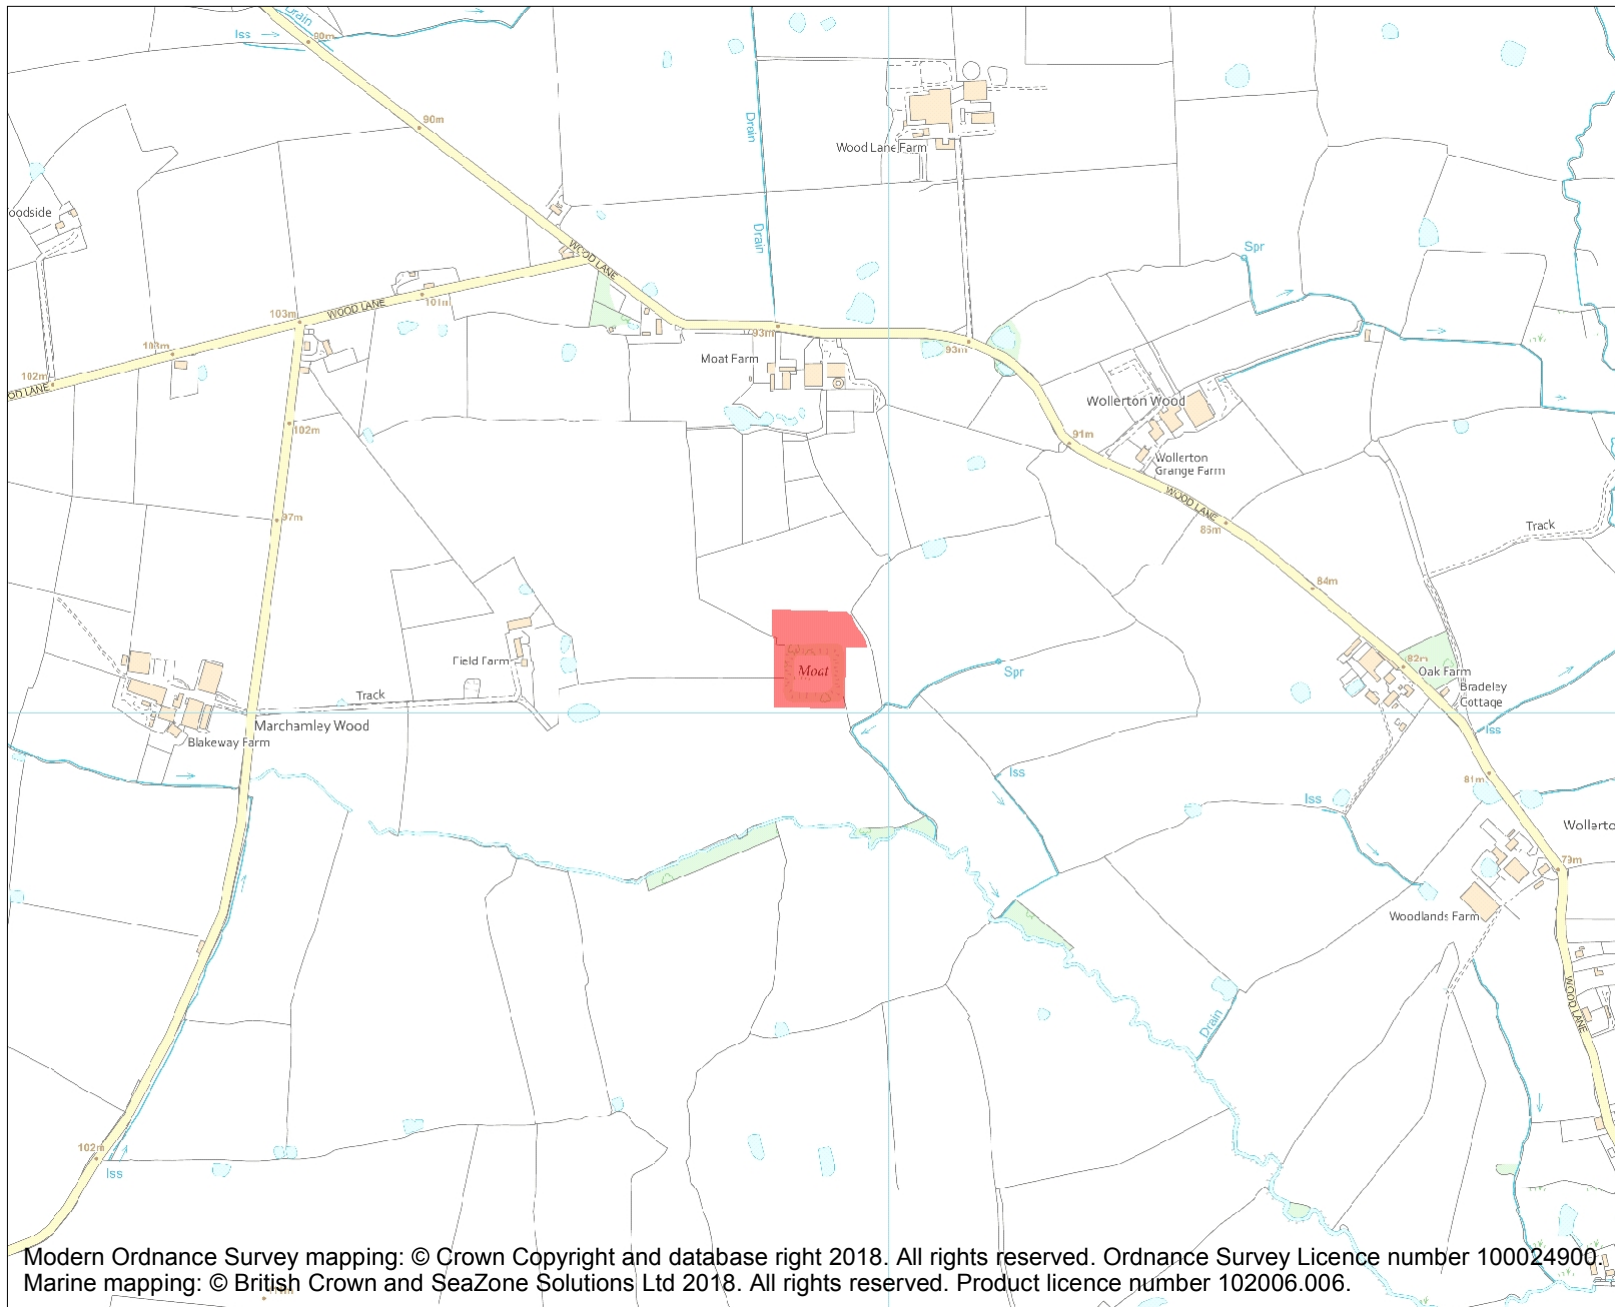 Drain
Iss
90m
90m
Drain
Wood Lane Farm
oodside
Drain
Spr
WOOD LANE
101m
WOOD LANE
103m
93m
93m
Moat Farm
102m
OD LANE
Wollerton Wood
102m
91m
Wollerton
Grange Farm
WOOD LANE
97m
Track
84m
Field Farm
Moat
Spr
82m
Oak Farm
Bradeley
Cottage
Track
Marchamley Wood
Blakeway Farm
Iss
Iss
81m
Iss
Wollerto
79m
Woodlands Farm
WOOD LANE
Drain
102m
Iss
Modern Ordnance Survey mapping: © Crown Copyright and database right 2018. All rights reserved. Ordnance Survey Licence number 100024900.
Marine mapping: © British Crown and SeaZone Solutions Ltd 2018. All rights reserved. Product licence number 102006.006.